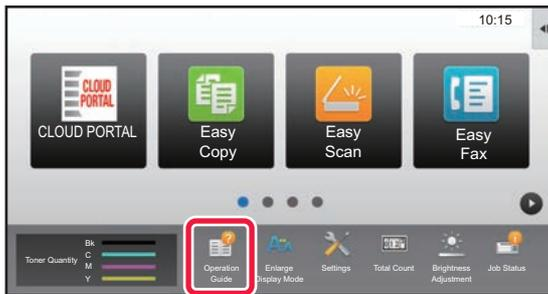 10:15
CLOUD
PORTAL
CLOUD PORTAL
Easy
Copy
Easy
Scan
Easy
Fax
Toner Quantity
Bk
C
M
Y
Operation
Guide
Enlarge
Display Mode
Settings
Total Count
Brightness
Adjustment
Job Status